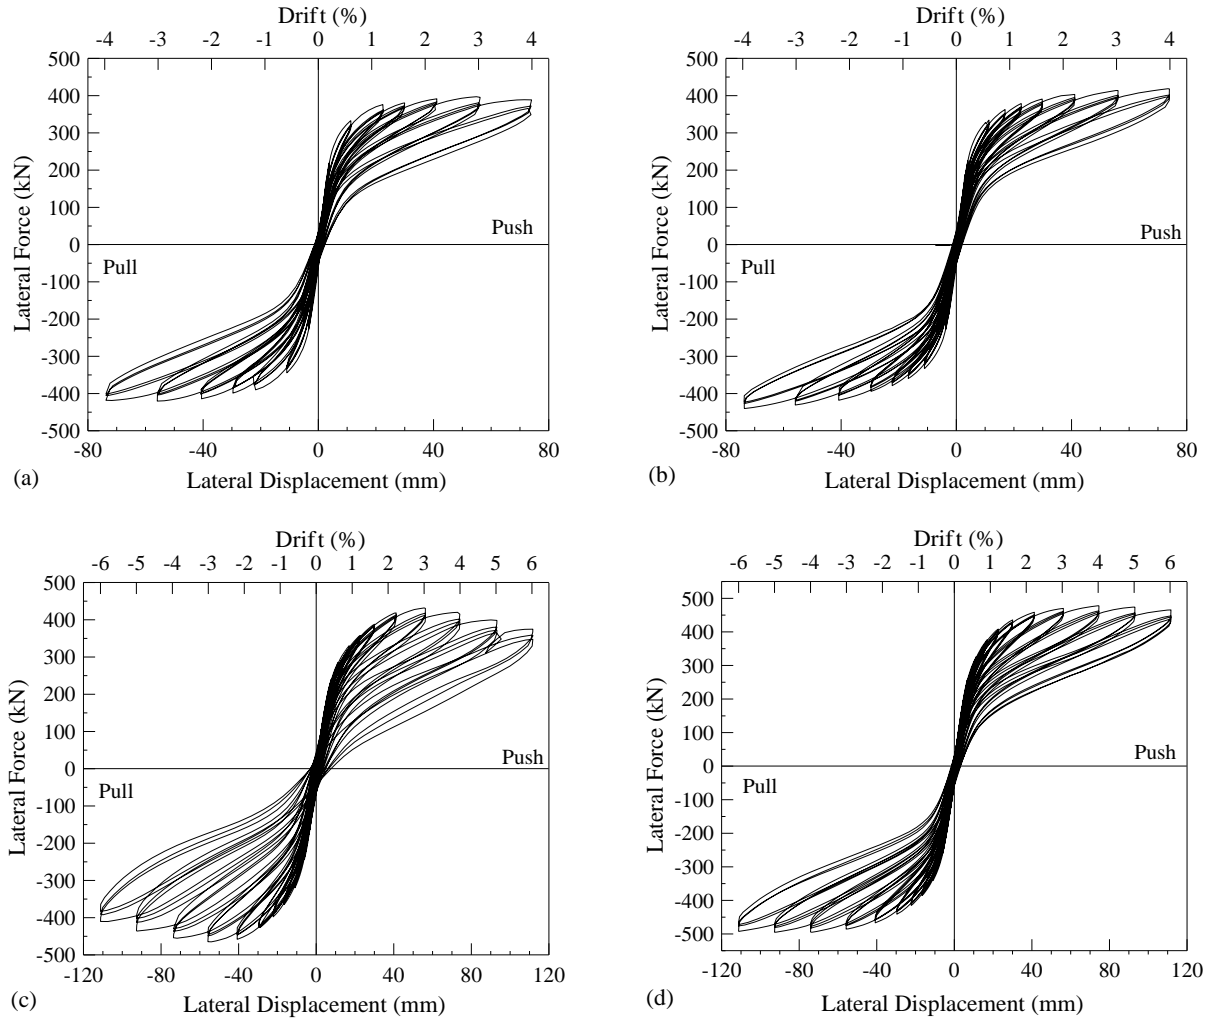 Drift (%)
-4 -3 -2 -1 0 1 2 3 4
500
400
300
200
100
0
-100
-200
-300
-400
-500
Lateral Force (kN)
Push
Pull
-80 -40 0 40 80
(a) Lateral Displacement (mm)
Drift (%)
-4 -3 -2 -1 0 1 2 3 4
500
400
300
200
100
0
-100
-200
-300
-400
-500
Lateral Force (kN)
Push
Pull
-80 -40 0 40 80
(b) Lateral Displacement (mm)
Drift (%)
-6 -5 -4 -3 -2 -1 0 1 2 3 4 5 6
500
400
300
200
100
0
-100
-200
-300
-400
-500
Lateral Force (kN)
Push
Pull
-120 -80 -40 0 40 80 120
(c) Lateral Displacement (mm)
Drift (%)
-6 -5 -4 -3 -2 -1 0 1 2 3 4 5 6
500
400
300
200
100
0
-100
-200
-300
-400
-500
Lateral Force (kN)
Push
Pull
-120 -80 -40 0 40 80 120
(d) Lateral Displacement (mm)